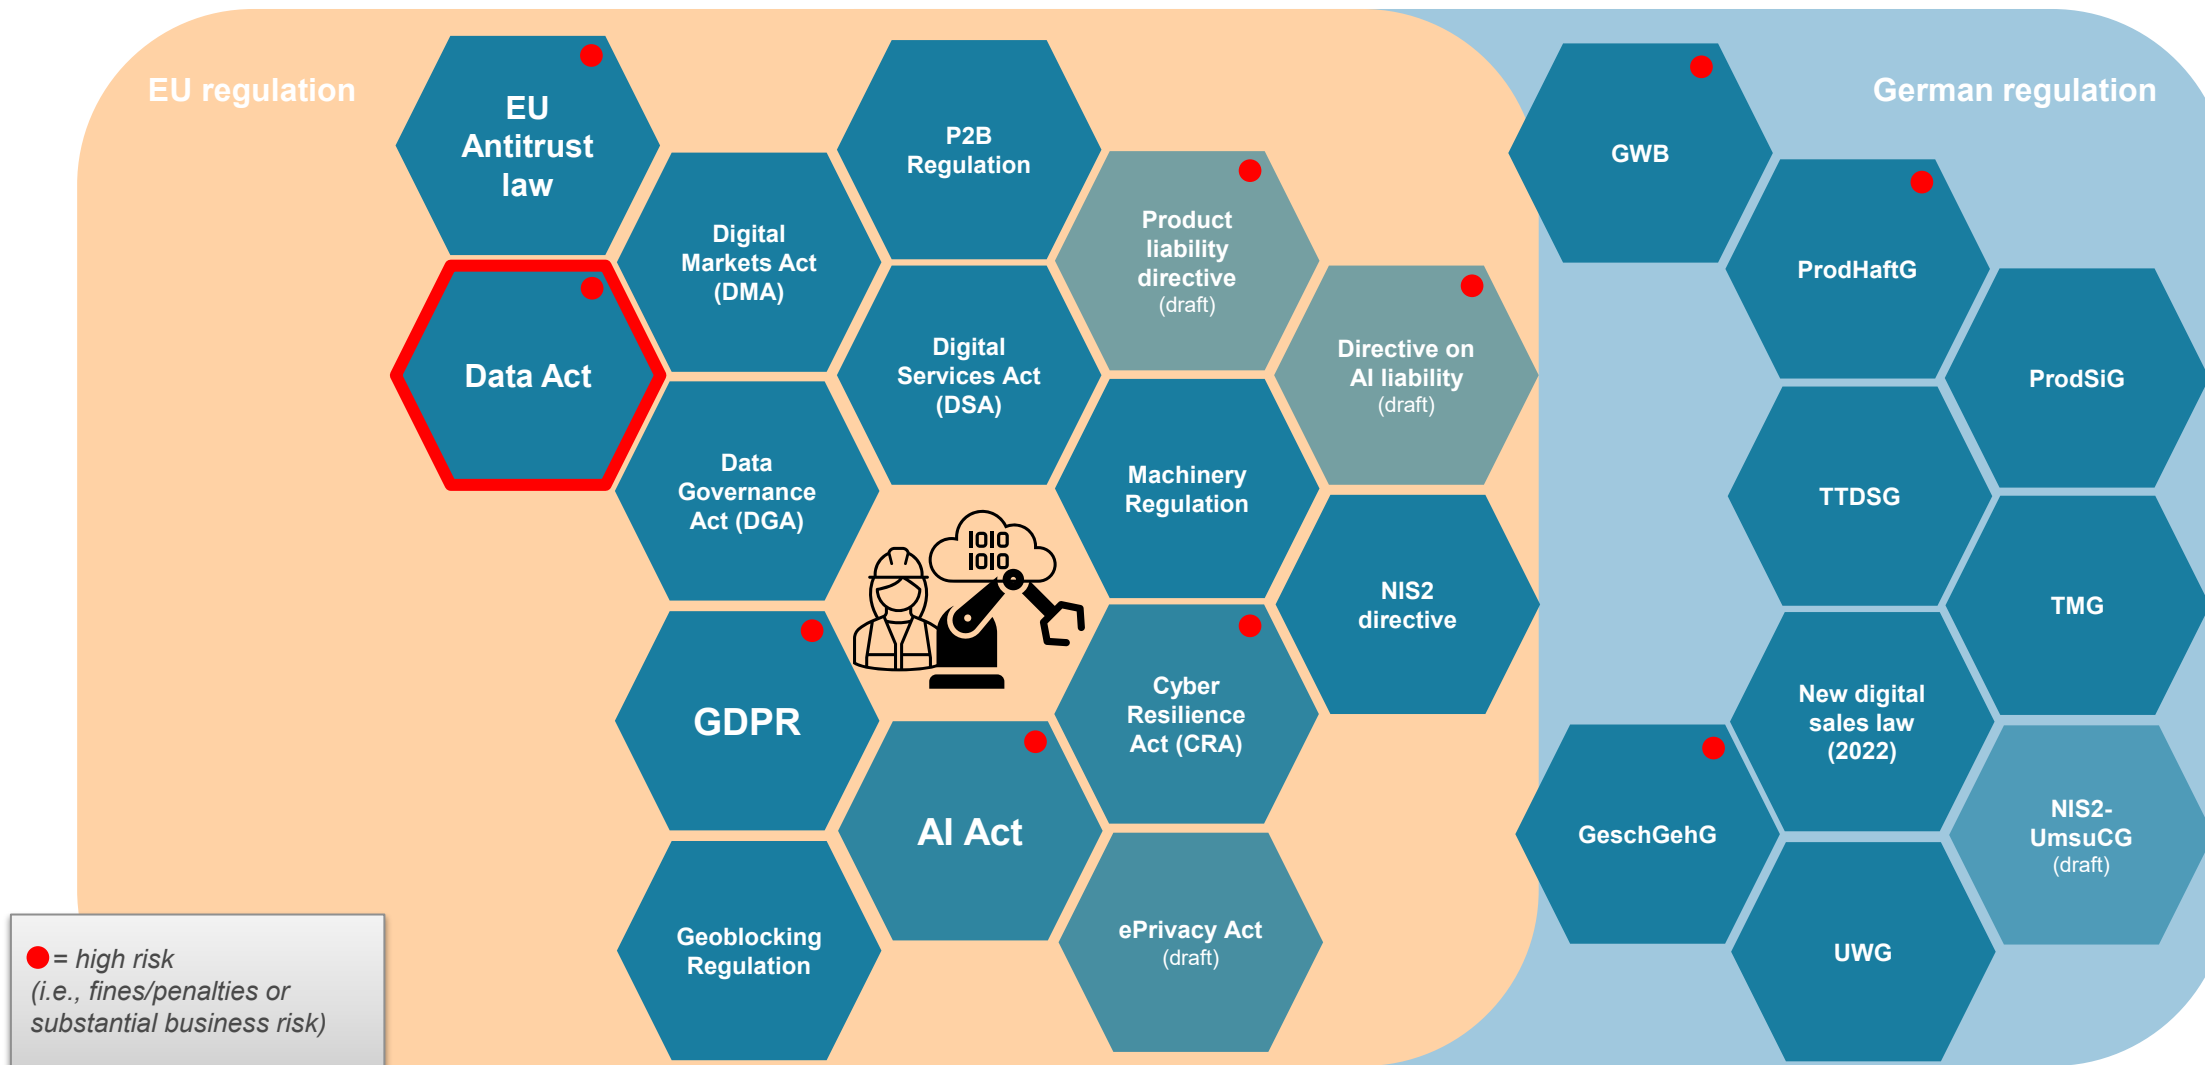 EU regulation
German regulation
EU
Antitrust
law
P2B
Regulation
GWB
Digital
Markets Act
(DMA)
Product
liability
directive
(draft)
ProdHaftG
Data Act
Digital
Services Act
(DSA)
Directive on
AI liability
(draft)
ProdSiG
Data
Governance
Act (DGA)
Machinery
Regulation
TTDSG
IOIO
IOIO
NIS2
directive
TMG
GDPR
Cyber
Resilience
Act (CRA)
New digital
sales law
(2022)
AI Act
GeschGehG
NIS2-
UmsuCG
(draft)
Geoblocking
Regulation
ePrivacy Act
(draft)
UWG
= high risk
(i.e., fines/penalties or
substantial business risk)